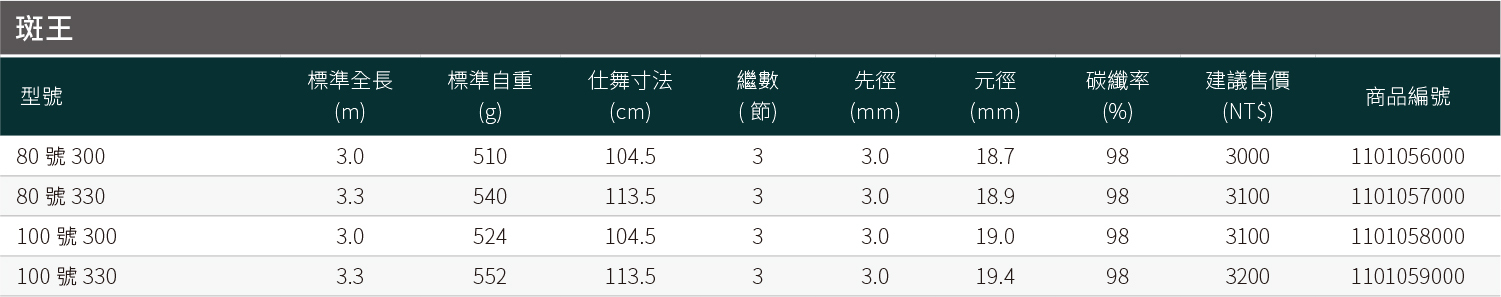 斑王
型號 標準全長 (m) 標準自重 (g) 仕舞寸法 (cm) 繼數 ( 節) 先徑 (mm) 元徑 (mm) 碳纖率 (%) 建議售價 (NT$) 商品編號
80 號 300 3.0 510 104.5 3 3.0 18.7 98 3000 1101056000
80 號 330 3.3 540 113.5 3 3.0 18.9 98 3100 1101057000
100 號 300 3.0 524 104.5 3 3.0 19.0 98 3100 1101058000
100 號 330 3.3 552 113.5 3 3.0 19.4 98 3200 1101059000